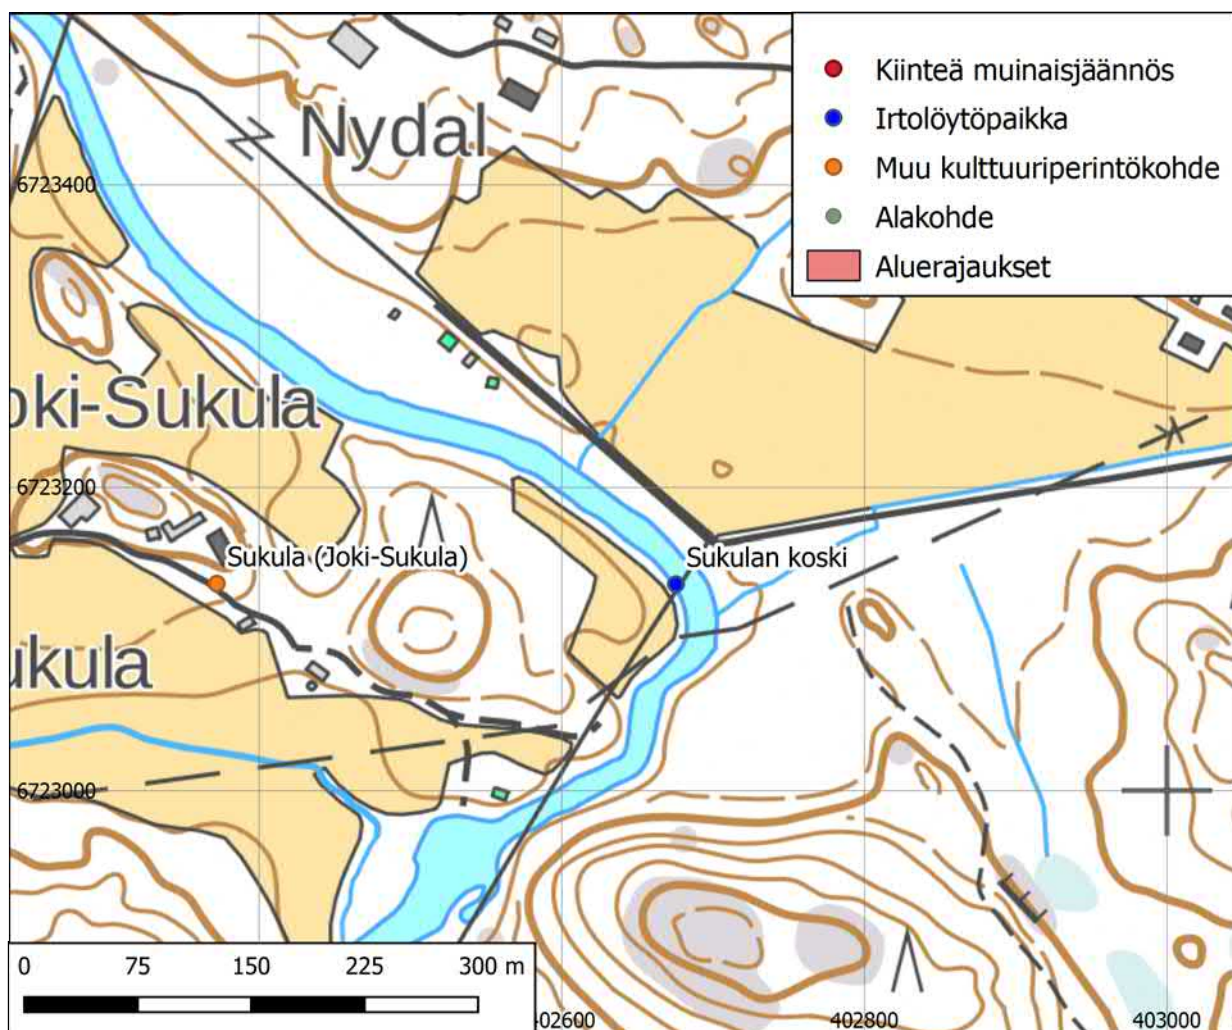 Kiinteä muinaisjäännös
Irtolöytöpaikka
Muu kulttuuriperintökohde
Alakohde
Aluerajaukset
Nydal
6723400
oki-Sukula
6723200
Sukula (Joki-Sukula)
Sukulan koski
ukula
6723000
0 75 150 225 300 m
402600
402800
403000